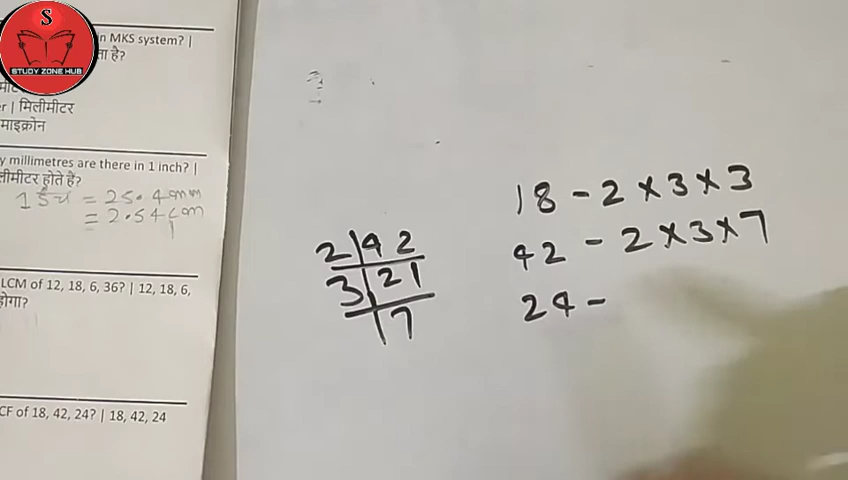 S
STUDY ZONE HUB
n MKS system? |
ता है?
r | मिलीमीटर
माइक्रोन
y millimetres are there in 1 inch? |
लीमीटर होते है?
1 इंच = 25.4 mm
= 2.54 cm
LCM of 12, 18, 6, 36? | 12, 18, 6,
होगा?
CF of 18, 42, 24? | 18, 42, 24
2 | 42
3 | 21
| 7
18 - 2 × 3 × 3
42 - 2 × 3 × 7
24 -